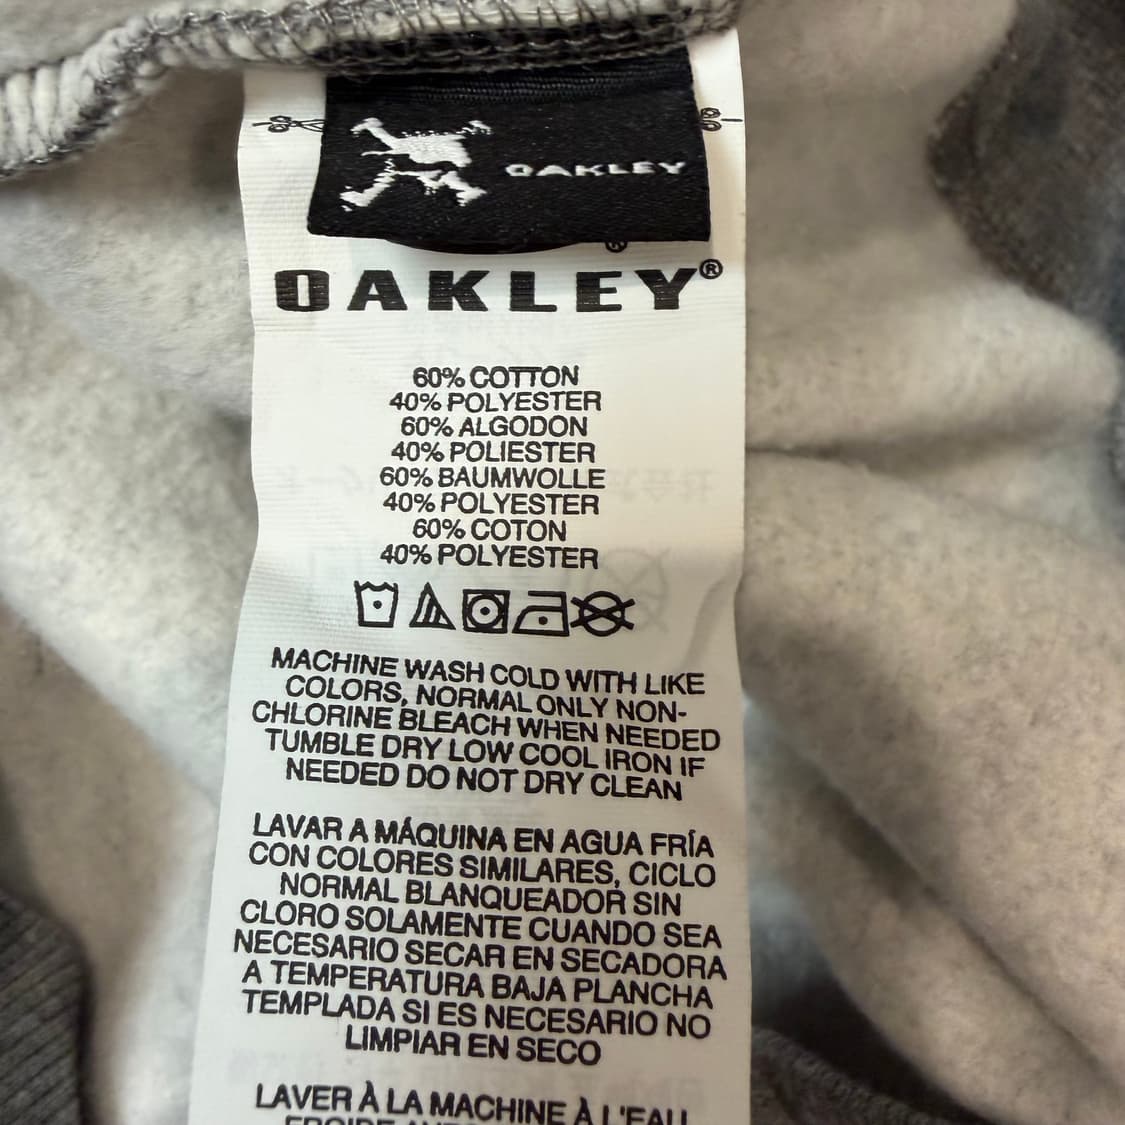 OAKLEY
OAKLEY®
60% COTTON
40% POLYESTER
60% ALGODON
40% POLIESTER
60% BAUMWOLLE
40% POLYESTER
60% COTON
40% POLYESTER
MACHINE WASH COLD WITH LIKE
COLORS, NORMAL ONLY NON-
CHLORINE BLEACH WHEN NEEDED
TUMBLE DRY LOW COOL IRON IF
NEEDED DO NOT DRY CLEAN
LAVAR A MÁQUINA EN AGUA FRÍA
CON COLORES SIMILARES, CICLO
NORMAL BLANQUEADOR SIN
CLORO SOLAMENTE CUANDO SEA
NECESARIO SECAR EN SECADORA
A TEMPERATURA BAJA PLANCHA
TEMPLADA SI ES NECESARIO NO
LIMPIAR EN SECO
LAVER À LA MACHINE À L'EAU